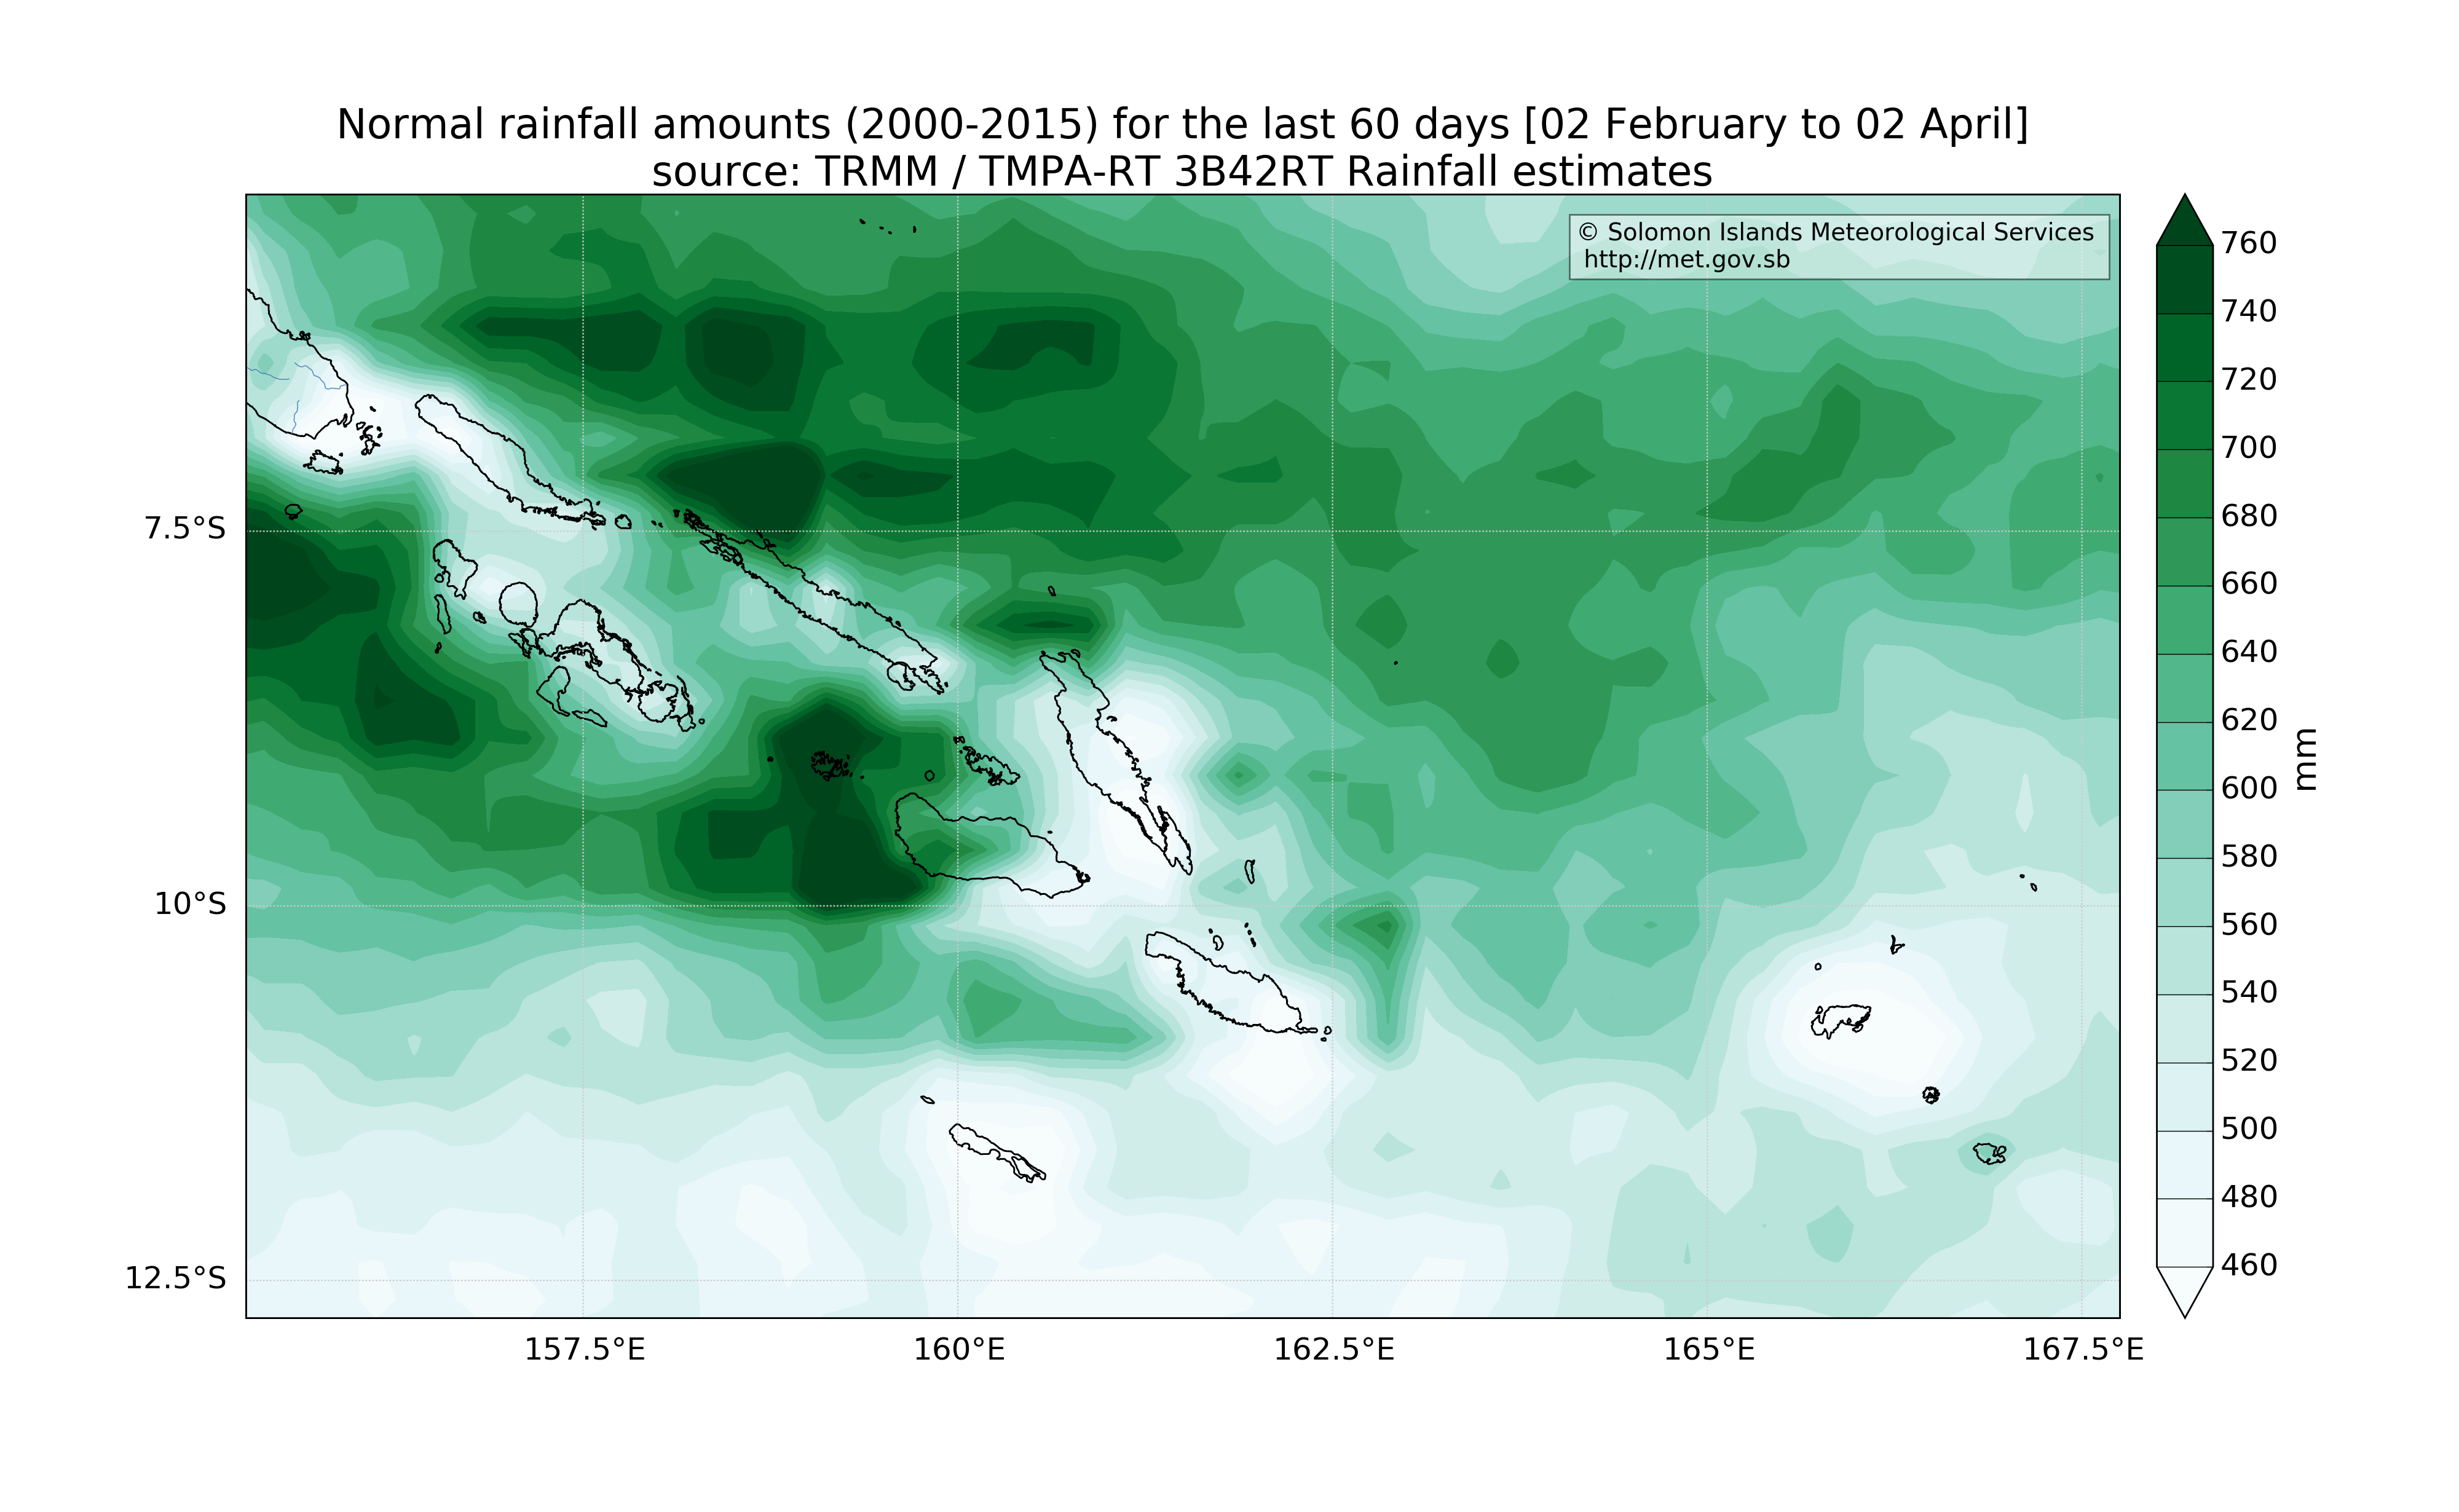 Normal rainfall amounts (2000-2015) for the last 60 days [02 February to 02 April]
source: TRMM / TMPA-RT 3B42RT Rainfall estimates
© Solomon Islands Meteorological Services
http://met.gov.sb
7.5°S
10°S
12.5°S
157.5°E
160°E
162.5°E
165°E
167.5°E
760
740
720
700
680
660
640
620
600
580
560
540
520
500
480
460
mm